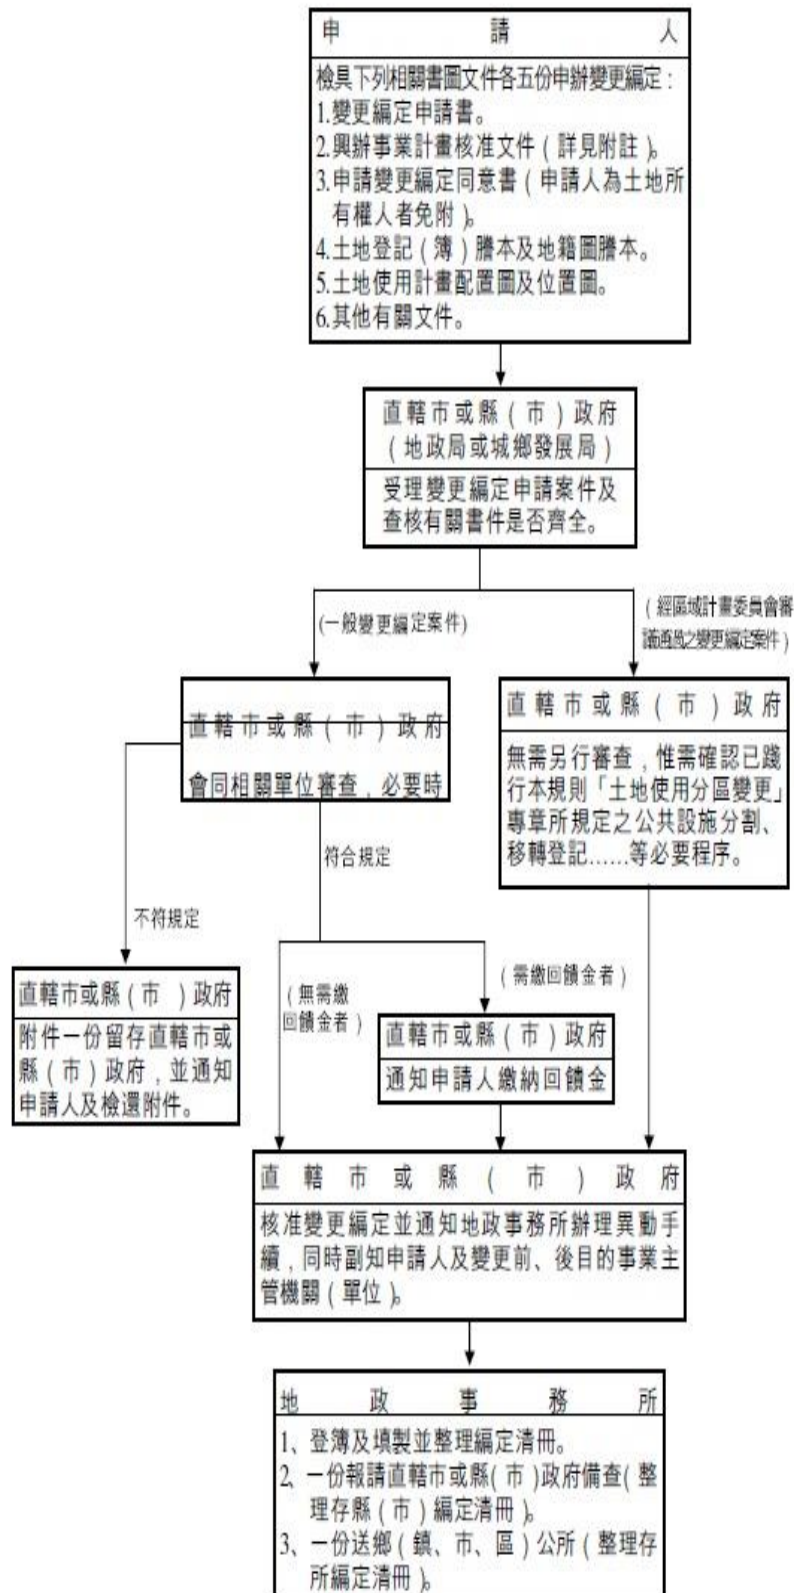 申請人
檢具下列相關書圖文件各五份申辦變更編定：
1.變更編定申請書。
2.興辦事業計畫核准文件（詳見附註）。
3.申請變更編定同意書（申請人為土地所
有權人者免附）。
4.土地登記（簿）謄本及地籍圖謄本。
5.土地使用計畫配置圖及位置圖。
6.其他有關文件。
直轄市或縣（市）政府
（地政局或城鄉發展局）
受理變更編定申請案件及
查核有關書件是否齊全。
(一般變更編定案件)
（經區域計畫委員會審
議通過之變更編定案件）
直轄市或縣（市）政府
會同相關單位審查，必要時
直轄市或縣（市）政府
無需另行審查，惟需確認已踐
行本規則「土地使用分區變更」
專章所規定之公共設施分割、
移轉登記……等必要程序。
符合規定
不符規定
直轄市或縣（市）政府
附件一份留存直轄市或
縣（市）政府，並通知
申請人及檢還附件。
（無需繳
回饋金者）
（需繳回饋金者）
直轄市或縣（市）政府
通知申請人繳納回饋金
直轄市或縣（市）政府
核准變更編定並通知地政事務所辦理異動手
續，同時副知申請人及變更前、後目的事業主
管機關（單位）。
地政事務所
1、登簿及填製並整理編定清冊。
2、一份報請直轄市或縣(市)政府備查(整
理存縣（市）編定清冊）。
3、一份送鄉（鎮、市、區）公所（整理存
所編定清冊）。